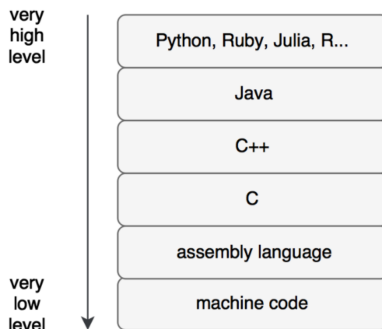 very
high
level
Python, Ruby, Julia, R...
Java
C++
C
assembly language
very
low
level
machine code